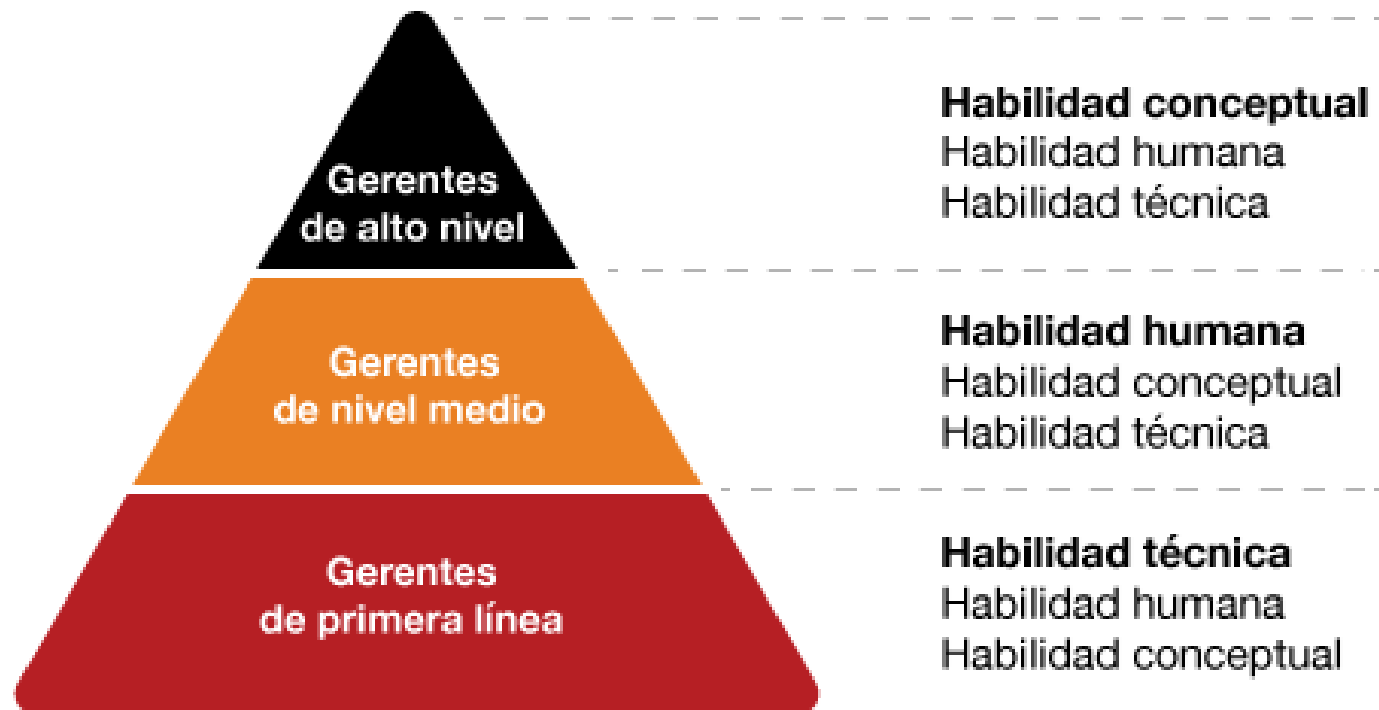 Gerentes
de alto nivel
Habilidad conceptual
Habilidad humana
Habilidad técnica
Gerentes
de nivel medio
Habilidad humana
Habilidad conceptual
Habilidad técnica
Gerentes
de primera línea
Habilidad técnica
Habilidad humana
Habilidad conceptual